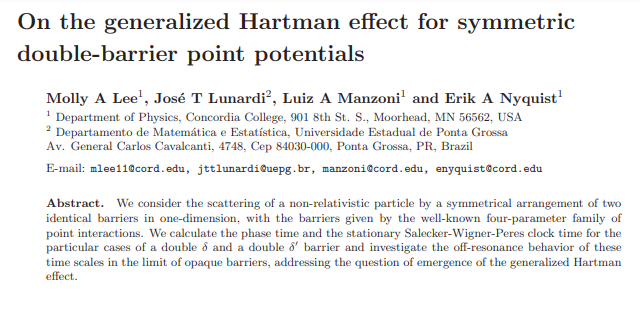 On the generalized Hartman effect for symmetric
double-barrier point potentials
Molly A Lee¹, José T Lunardi², Luiz A Manzoni¹ and Erik A Nyquist¹
¹ Department of Physics, Concordia College, 901 8th St. S., Moorhead, MN 56562, USA
² Departamento de Matemática e Estatística, Universidade Estadual de Ponta Grossa
Av. General Carlos Cavalcanti, 4748, Cep 84030-000, Ponta Grossa, PR, Brazil
E-mail: mlee11@cord.edu, jttlunardi@uepg.br, manzoni@cord.edu, enyquist@cord.edu
Abstract. We consider the scattering of a non-relativistic particle by a symmetrical arrangement of two
identical barriers in one-dimension, with the barriers given by the well-known four-parameter family of
point interactions. We calculate the phase time and the stationary Salecker-Wigner-Peres clock time for the
particular cases of a double δ and a double δ′ barrier and investigate the off-resonance behavior of these
time scales in the limit of opaque barriers, addressing the question of emergence of the generalized Hartman
effect.